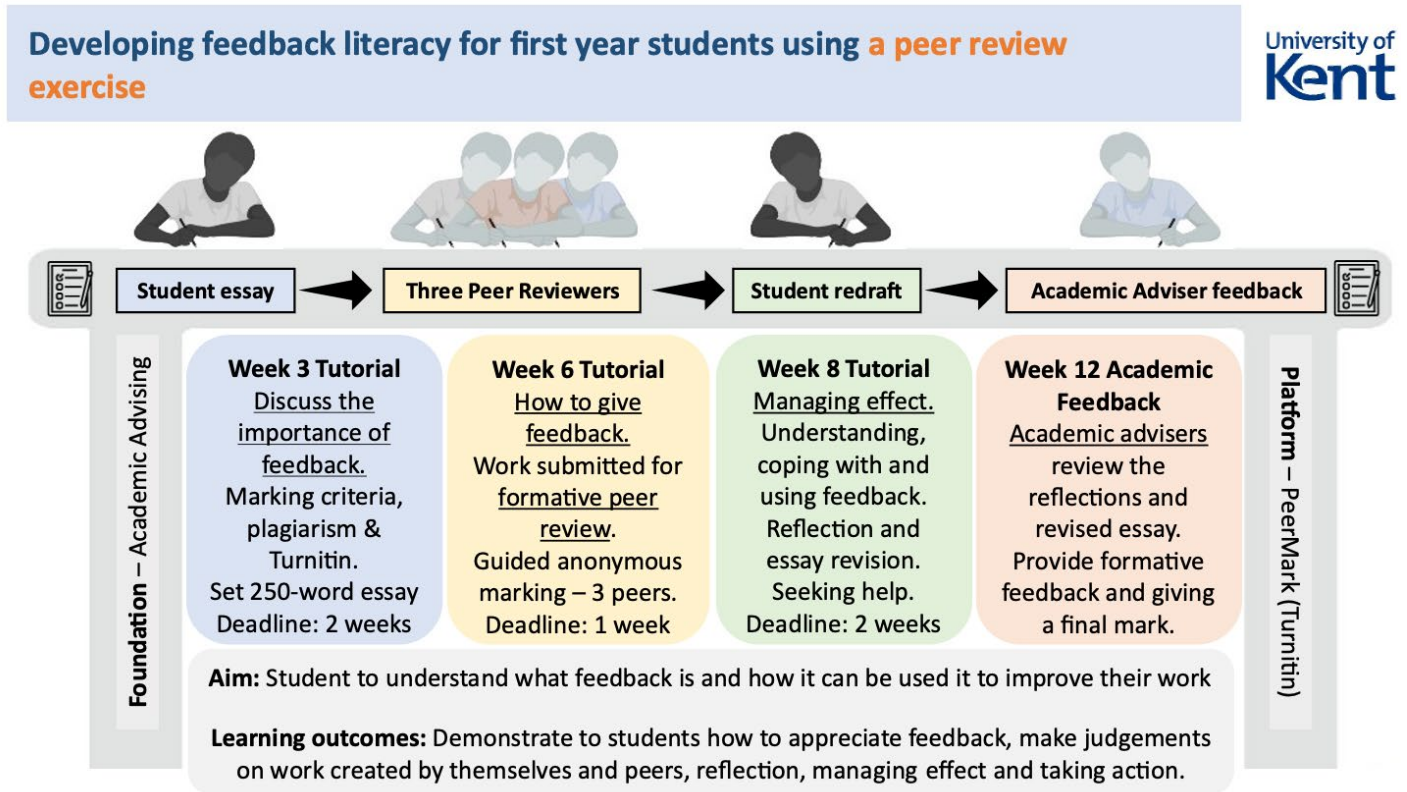 Developing feedback literacy for first year students using a peer review
exercise
University of
Kent
Student essay
Three Peer Reviewers
Student redraft
Academic Adviser feedback
Foundation – Academic Advising
Week 3 Tutorial
Discuss the
importance of
feedback.
Marking criteria,
plagiarism &
Turnitin.
Set 250-word essay
Deadline: 2 weeks
Week 6 Tutorial
How to give
feedback.
Work submitted for
formative peer
review.
Guided anonymous
marking – 3 peers.
Deadline: 1 week
Week 8 Tutorial
Managing effect.
Understanding,
coping with and
using feedback.
Reflection and
essay revision.
Seeking help.
Deadline: 2 weeks
Week 12 Academic
Feedback
Academic advisers
review the
reflections and
revised essay.
Provide formative
feedback and giving
a final mark.
Platform – PeerMark (Turnitin)
Aim: Student to understand what feedback is and how it can be used it to improve their work
Learning outcomes: Demonstrate to students how to appreciate feedback, make judgements
on work created by themselves and peers, reflection, managing effect and taking action.